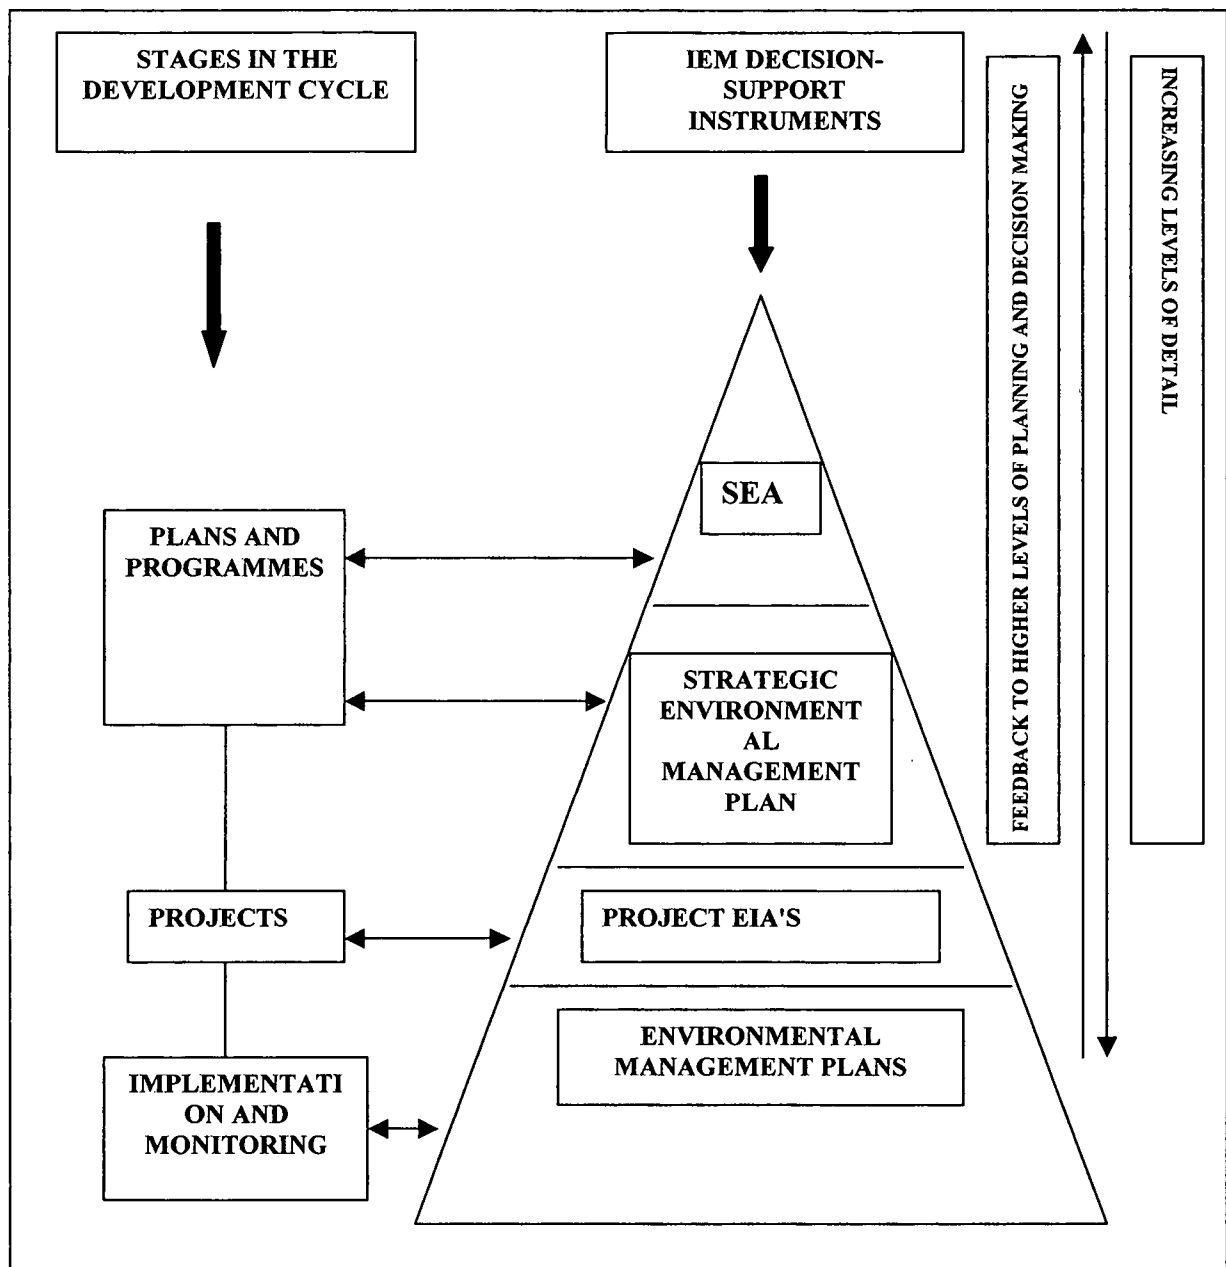 STAGES IN THE
DEVELOPMENT CYCLE
IEM DECISION-
SUPPORT
INSTRUMENTS
FEEDBACK TO HIGHER LEVELS OF PLANNING AND DECISION MAKING
INCREASING LEVELS OF DETAIL
SEA
PLANS AND
PROGRAMMES
STRATEGIC
ENVIRONMENT
AL
MANAGEMENT
PLAN
PROJECTS
PROJECT EIA'S
ENVIRONMENTAL
MANAGEMENT PLANS
IMPLEMENTATI
ON AND
MONITORING